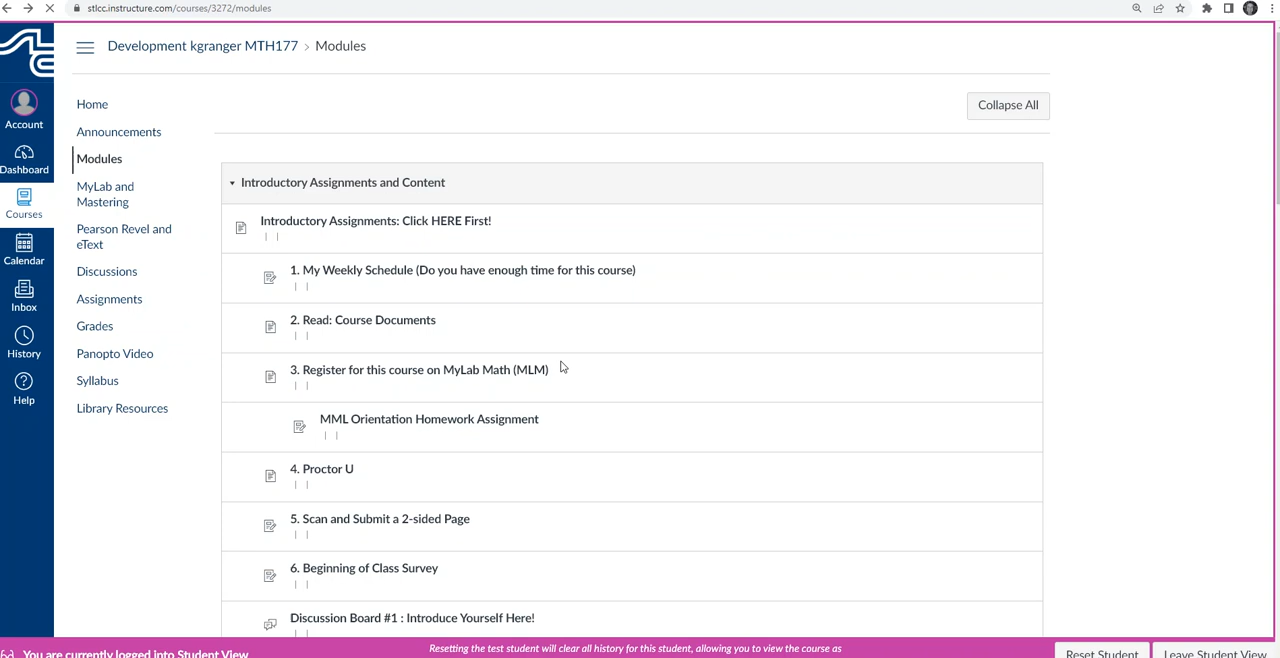 stlcc.instructure.com/courses/3272/modules
Development kgranger MTH177 > Modules
Account
Dashboard
Courses
Calendar
Inbox
History
Help
Home
Announcements
Modules
MyLab and
Mastering
Pearson Revel and
eText
Discussions
Assignments
Grades
Panopto Video
Syllabus
Library Resources
Collapse All
Introductory Assignments and Content
Introductory Assignments: Click HERE First!
1. My Weekly Schedule (Do you have enough time for this course)
2. Read: Course Documents
3. Register for this course on MyLab Math (MLM)
MML Orientation Homework Assignment
4. Proctor U
5. Scan and Submit a 2-sided Page
6. Beginning of Class Survey
Discussion Board #1 : Introduce Yourself Here!
You are currently logged into Student View
Resetting the test student will clear all history for this student, allowing you to view the course as
Reset Student
Leave Student View